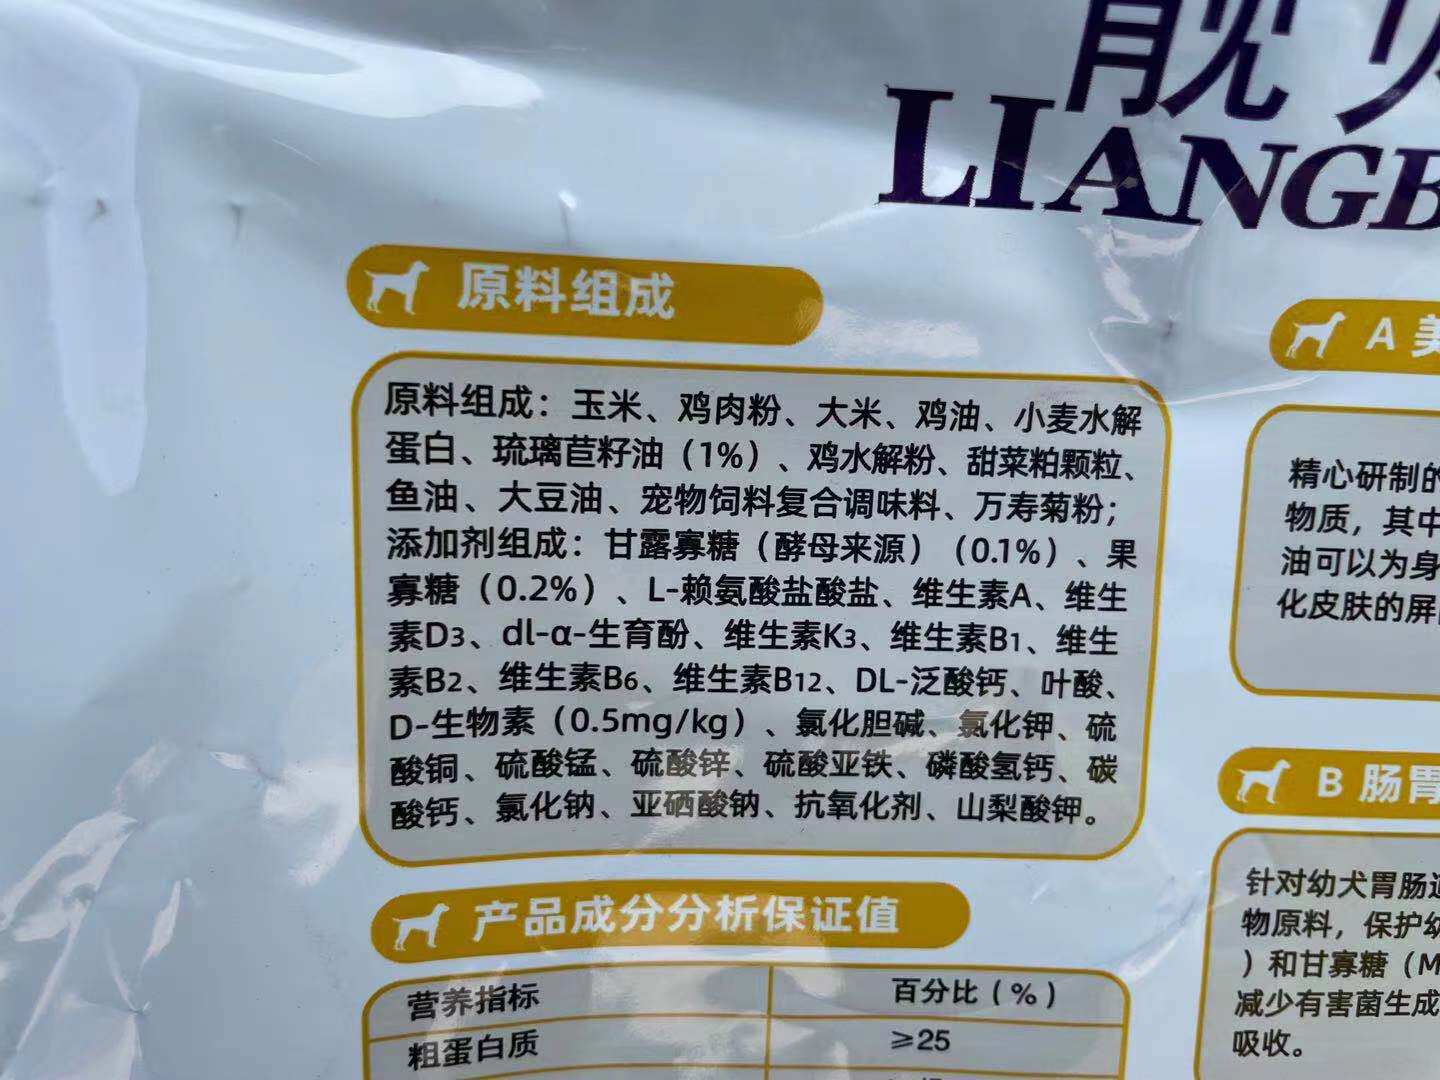 靓贝
LIANGB
原料组成
原料组成：玉米、鸡肉粉、大米、鸡油、小麦水解
蛋白、琉璃苣籽油（1%）、鸡水解粉、甜菜粕颗粒、
鱼油、大豆油、宠物饲料复合调味料、万寿菊粉；
添加剂组成：甘露寡糖（酵母来源）（0.1%）、果
寡糖（0.2%）、L-赖氨酸盐酸盐、维生素A、维生
素D3、dl-α-生育酚、维生素K3、维生素B1、维生
素B2、维生素B6、维生素B12、DL-泛酸钙、叶酸、
D-生物素（0.5mg/kg）、氯化胆碱、氯化钾、硫
酸铜、硫酸锰、硫酸锌、硫酸亚铁、磷酸氢钙、碳
酸钙、氯化钠、亚硒酸钠、抗氧化剂、山梨酸钾。
产品成分分析保证值
营养指标 百分比（%）
粗蛋白质 ≥25
A 美
精心研制的
物质，其中
油可以为身
化皮肤的屏
B 肠胃
针对幼犬胃肠道
物原料，保护幼
）和甘寡糖（M
减少有害菌生成
吸收。